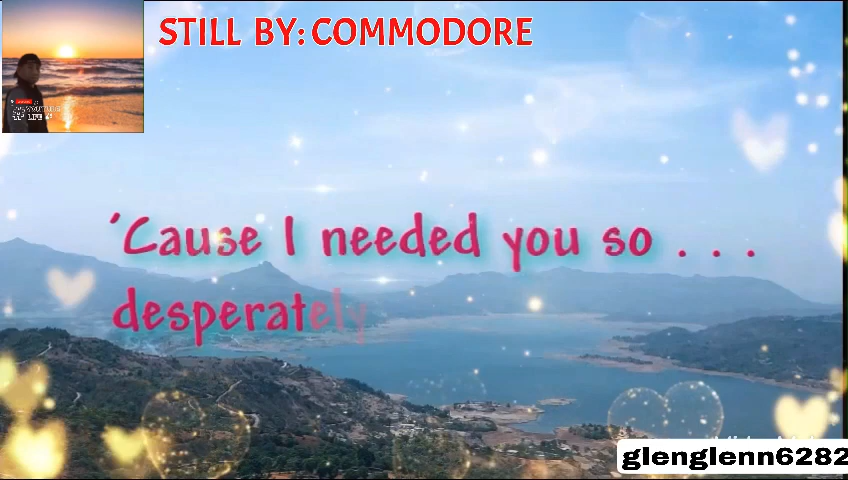 STILL BY: COMMODORE
'Cause I needed you so . . .
desperately
glenglenn6282